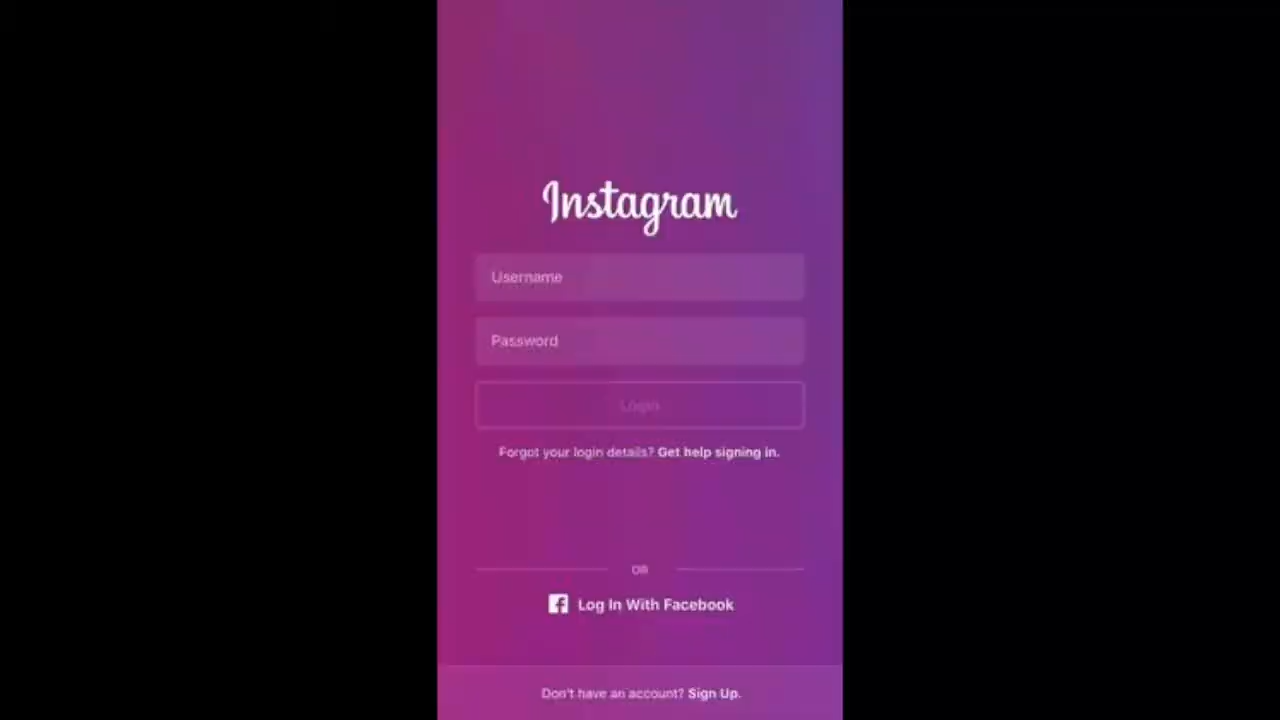 Instagram
Username
Password
Login
Forgot your login details? Get help signing in.
OR
Log In With Facebook
Don't have an account? Sign Up.